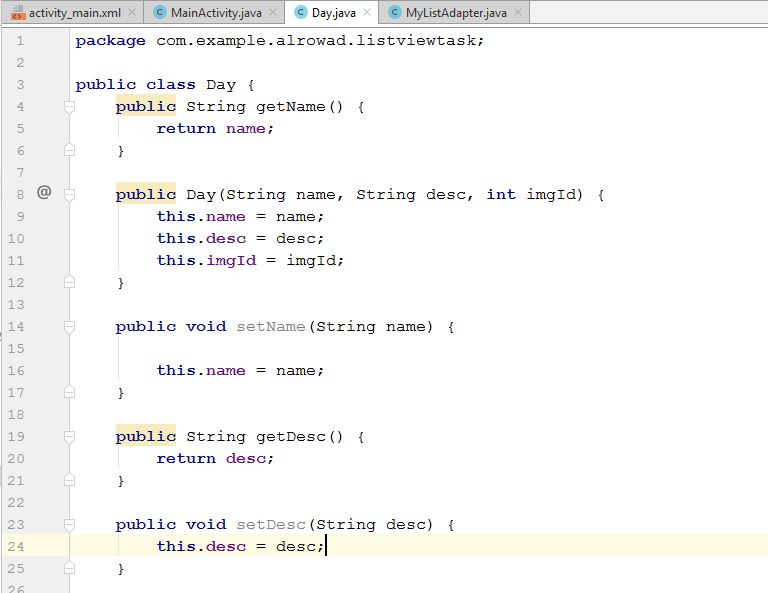 activity_main.xml × C MainActivity.java × C Day.java × C MyListAdapter.java ×
1 package com.example.alrowad.listviewtask;
2
3 public class Day {
4 public String getName() {
5 return name;
6 }
7
8 @ public Day(String name, String desc, int imgId) {
9 this.name = name;
10 this.desc = desc;
11 this.imgId = imgId;
12 }
13
14 public void setName(String name) {
15
16 this.name = name;
17 }
18
19 public String getDesc() {
20 return desc;
21 }
22
23 public void setDesc(String desc) {
24 this.desc = desc;
25 }
26